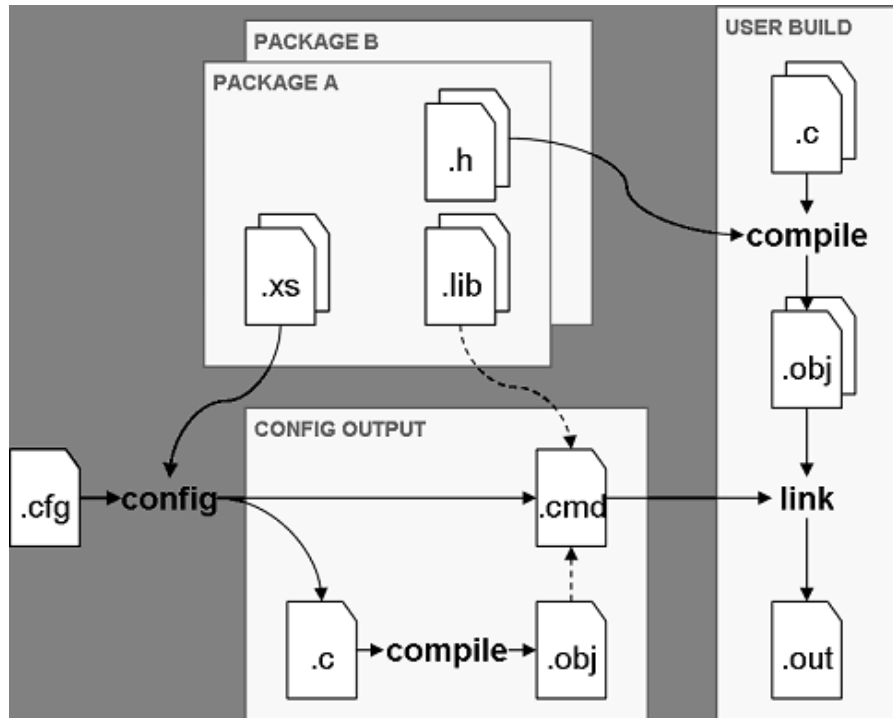 PACKAGE B
PACKAGE A
.h
.xs
.lib
USER BUILD
.c
compile
.obj
link
.out
.cfg
config
CONFIG OUTPUT
.cmd
.c
compile
.obj